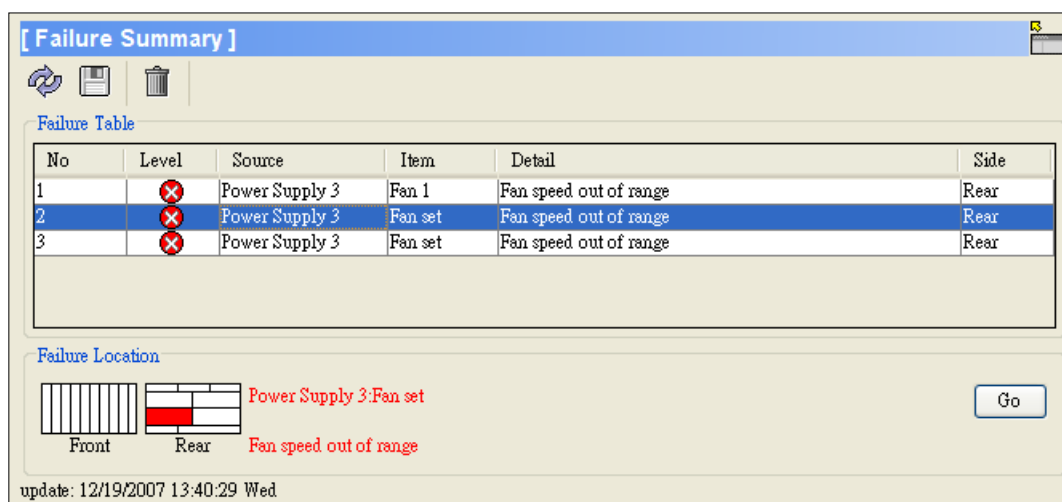 [ Failure Summary ]
Failure Table
No Level Source Item Detail Side
1 Power Supply 3 Fan 1 Fan speed out of range Rear
2 Power Supply 3 Fan set Fan speed out of range Rear
3 Power Supply 3 Fan set Fan speed out of range Rear
Failure Location
Power Supply 3:Fan set
Go
Front Rear Fan speed out of range
update: 12/19/2007 13:40:29 Wed